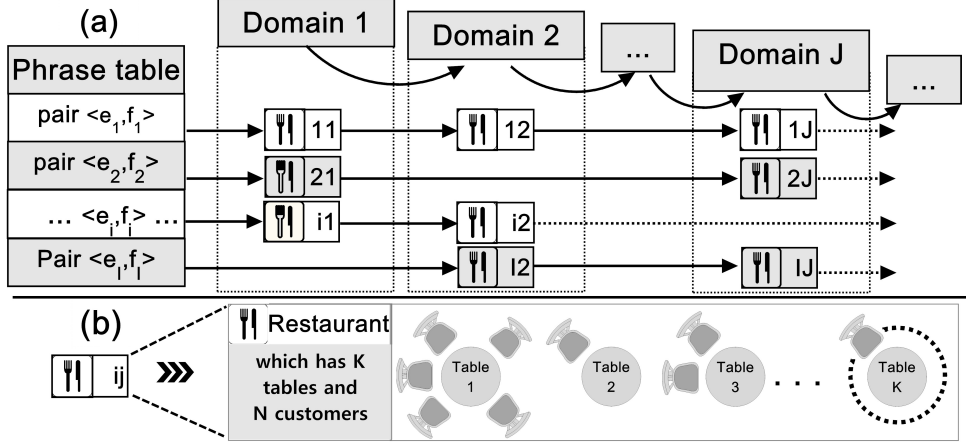 (a)
Domain 1
Domain 2
...
Domain J
...
Phrase table
pair <e1,f1>
11
12
1J
pair <e2,f2>
21
2J
... <ei,fi> ...
i1
i2
Pair <eI,fI>
I2
IJ
(b)
ij
Restaurant
which has K
tables and
N customers
Table
1
Table
2
Table
3
. . .
Table
K